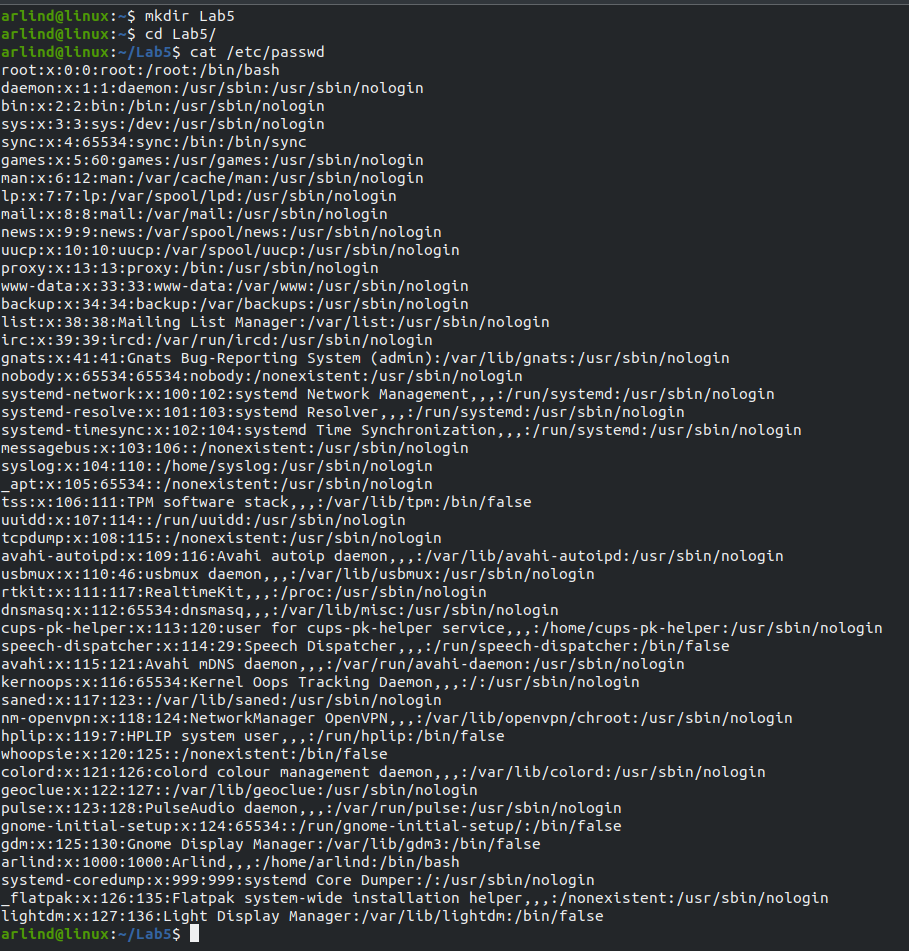 arlind@linux:~$ mkdir Lab5
arlind@linux:~$ cd Lab5/
arlind@linux:~/Lab5$ cat /etc/passwd
root:x:0:0:root:/root:/bin/bash
daemon:x:1:1:daemon:/usr/sbin:/usr/sbin/nologin
bin:x:2:2:bin:/bin:/usr/sbin/nologin
sys:x:3:3:sys:/dev:/usr/sbin/nologin
sync:x:4:65534:sync:/bin:/bin/sync
games:x:5:60:games:/usr/games:/usr/sbin/nologin
man:x:6:12:man:/var/cache/man:/usr/sbin/nologin
lp:x:7:7:lp:/var/spool/lpd:/usr/sbin/nologin
mail:x:8:8:mail:/var/mail:/usr/sbin/nologin
news:x:9:9:news:/var/spool/news:/usr/sbin/nologin
uucp:x:10:10:uucp:/var/spool/uucp:/usr/sbin/nologin
proxy:x:13:13:proxy:/bin:/usr/sbin/nologin
www-data:x:33:33:www-data:/var/www:/usr/sbin/nologin
backup:x:34:34:backup:/var/backups:/usr/sbin/nologin
list:x:38:38:Mailing List Manager:/var/list:/usr/sbin/nologin
irc:x:39:39:ircd:/var/run/ircd:/usr/sbin/nologin
gnats:x:41:41:Gnats Bug-Reporting System (admin):/var/lib/gnats:/usr/sbin/nologin
nobody:x:65534:65534:nobody:/nonexistent:/usr/sbin/nologin
systemd-network:x:100:102:systemd Network Management,,,:/run/systemd:/usr/sbin/nologin
systemd-resolve:x:101:103:systemd Resolver,,,:/run/systemd:/usr/sbin/nologin
systemd-timesync:x:102:104:systemd Time Synchronization,,,:/run/systemd:/usr/sbin/nologin
messagebus:x:103:106::/nonexistent:/usr/sbin/nologin
syslog:x:104:110::/home/syslog:/usr/sbin/nologin
_apt:x:105:65534::/nonexistent:/usr/sbin/nologin
tss:x:106:111:TPM software stack,,,:/var/lib/tpm:/bin/false
uuidd:x:107:114::/run/uuidd:/usr/sbin/nologin
tcpdump:x:108:115::/nonexistent:/usr/sbin/nologin
avahi-autoipd:x:109:116:Avahi autoip daemon,,,:/var/lib/avahi-autoipd:/usr/sbin/nologin
usbmux:x:110:46:usbmux daemon,,,:/var/lib/usbmux:/usr/sbin/nologin
rtkit:x:111:117:RealtimeKit,,,:/proc:/usr/sbin/nologin
dnsmasq:x:112:65534:dnsmasq,,,:/var/lib/misc:/usr/sbin/nologin
cups-pk-helper:x:113:120:user for cups-pk-helper service,,,:/home/cups-pk-helper:/usr/sbin/nologin
speech-dispatcher:x:114:29:Speech Dispatcher,,,:/run/speech-dispatcher:/bin/false
avahi:x:115:121:Avahi mDNS daemon,,,:/var/run/avahi-daemon:/usr/sbin/nologin
kernoops:x:116:65534:Kernel Oops Tracking Daemon,,,:/:/usr/sbin/nologin
saned:x:117:123::/var/lib/saned:/usr/sbin/nologin
nm-openvpn:x:118:124:NetworkManager OpenVPN,,,:/var/lib/openvpn/chroot:/usr/sbin/nologin
hplip:x:119:7:HPLIP system user,,,:/run/hplip:/bin/false
whoopsie:x:120:125::/nonexistent:/bin/false
colord:x:121:126:colord colour management daemon,,,:/var/lib/colord:/usr/sbin/nologin
geoclue:x:122:127::/var/lib/geoclue:/usr/sbin/nologin
pulse:x:123:128:PulseAudio daemon,,,:/var/run/pulse:/usr/sbin/nologin
gnome-initial-setup:x:124:65534::/run/gnome-initial-setup/:/bin/false
gdm:x:125:130:Gnome Display Manager:/var/lib/gdm3:/bin/false
arlind:x:1000:1000:Arlind,,,:/home/arlind:/bin/bash
systemd-coredump:x:999:999:systemd Core Dumper:/:/usr/sbin/nologin
_flatpak:x:126:135:Flatpak system-wide installation helper,,,:/nonexistent:/usr/sbin/nologin
lightdm:x:127:136:Light Display Manager:/var/lib/lightdm:/bin/false
arlind@linux:~/Lab5$